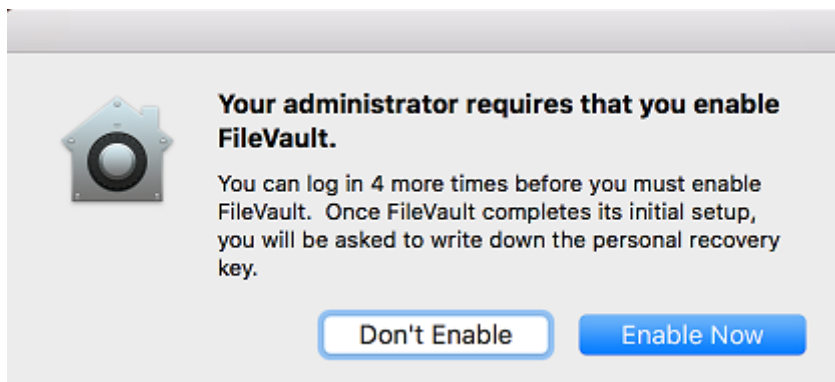 Your administrator requires that you enable
FileVault.
You can log in 4 more times before you must enable
FileVault.  Once FileVault completes its initial setup,
you will be asked to write down the personal recovery
key.
Don't Enable
Enable Now